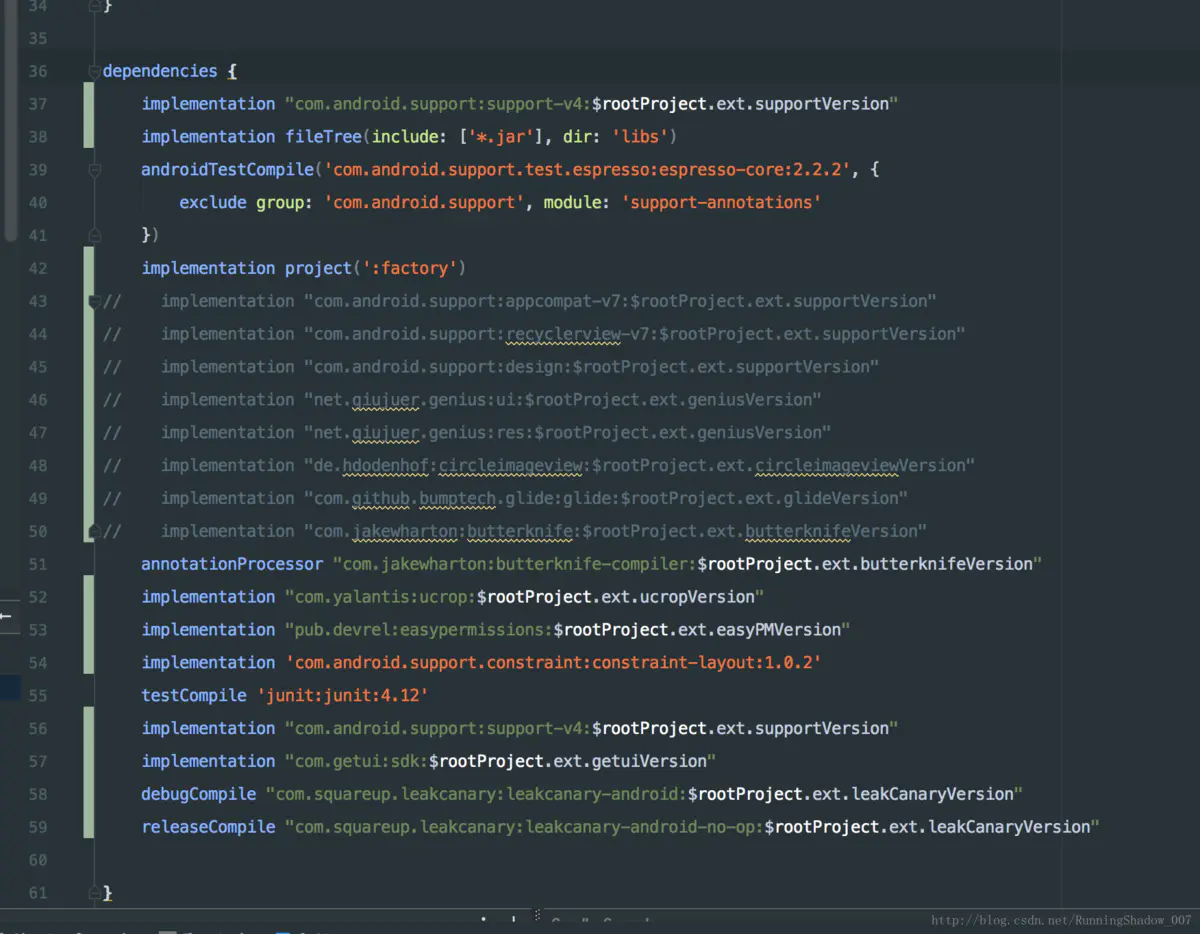 34 }
35
36 dependencies {
37 implementation "com.android.support:support-v4:$rootProject.ext.supportVersion"
38 implementation fileTree(include: ['*.jar'], dir: 'libs')
39 androidTestCompile('com.android.support.test.espresso:espresso-core:2.2.2', {
40 exclude group: 'com.android.support', module: 'support-annotations'
41 })
42 implementation project(':factory')
43 // implementation "com.android.support:appcompat-v7:$rootProject.ext.supportVersion"
44 // implementation "com.android.support:recyclerview-v7:$rootProject.ext.supportVersion"
45 // implementation "com.android.support:design:$rootProject.ext.supportVersion"
46 // implementation "net.qiujuer.genius:ui:$rootProject.ext.geniusVersion"
47 // implementation "net.qiujuer.genius:res:$rootProject.ext.geniusVersion"
48 // implementation "de.hdodenhof:circleimageview:$rootProject.ext.circleimageviewVersion"
49 // implementation "com.github.bumptech.glide:glide:$rootProject.ext.glideVersion"
50 // implementation "com.jakewharton:butterknife:$rootProject.ext.butterknifeVersion"
51 annotationProcessor "com.jakewharton:butterknife-compiler:$rootProject.ext.butterknifeVersion"
52 implementation "com.yalantis:ucrop:$rootProject.ext.ucropVersion"
53 implementation "pub.devrel:easypermissions:$rootProject.ext.easyPMVersion"
54 implementation 'com.android.support.constraint:constraint-layout:1.0.2'
55 testCompile 'junit:junit:4.12'
56 implementation "com.android.support:support-v4:$rootProject.ext.supportVersion"
57 implementation "com.getui:sdk:$rootProject.ext.getuiVersion"
58 debugCompile "com.squareup.leakcanary:leakcanary-android:$rootProject.ext.leakCanaryVersion"
59 releaseCompile "com.squareup.leakcanary:leakcanary-android-no-op:$rootProject.ext.leakCanaryVersion"
60
61 }
http://blog.csdn.net/RunningShadow_007